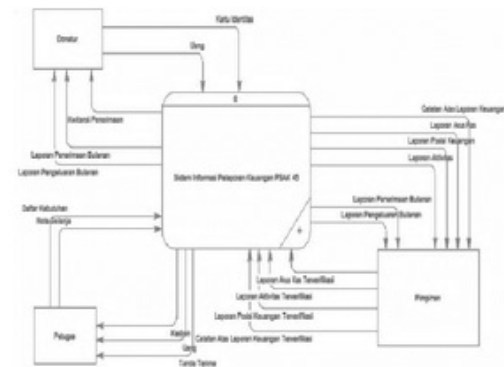 Donatur
Kartu Identitas
Uang
Kwitansi Penerimaan
Laporan Penerimaan Bulanan
Laporan Pengeluaran Bulanan
0
Sistem Informasi Pelaporan Keuangan PSAK 45
+
Catatan Atas Laporan Keuangan
Laporan Arus Kas
Laporan Posisi Keuangan
Laporan Aktivitas
Laporan Penerimaan Bulanan
Laporan Pengeluaran Bulanan
Daftar Kebutuhan
Nota Belanja
Laporan Arus Kas Terverifikasi
Laporan Aktivitas Terverifikasi
Laporan Posisi Keuangan Terverifikasi
Catatan Atas Laporan Keuangan Terverifikasi
Pimpinan
Petugas
Uang
Tanda Terima